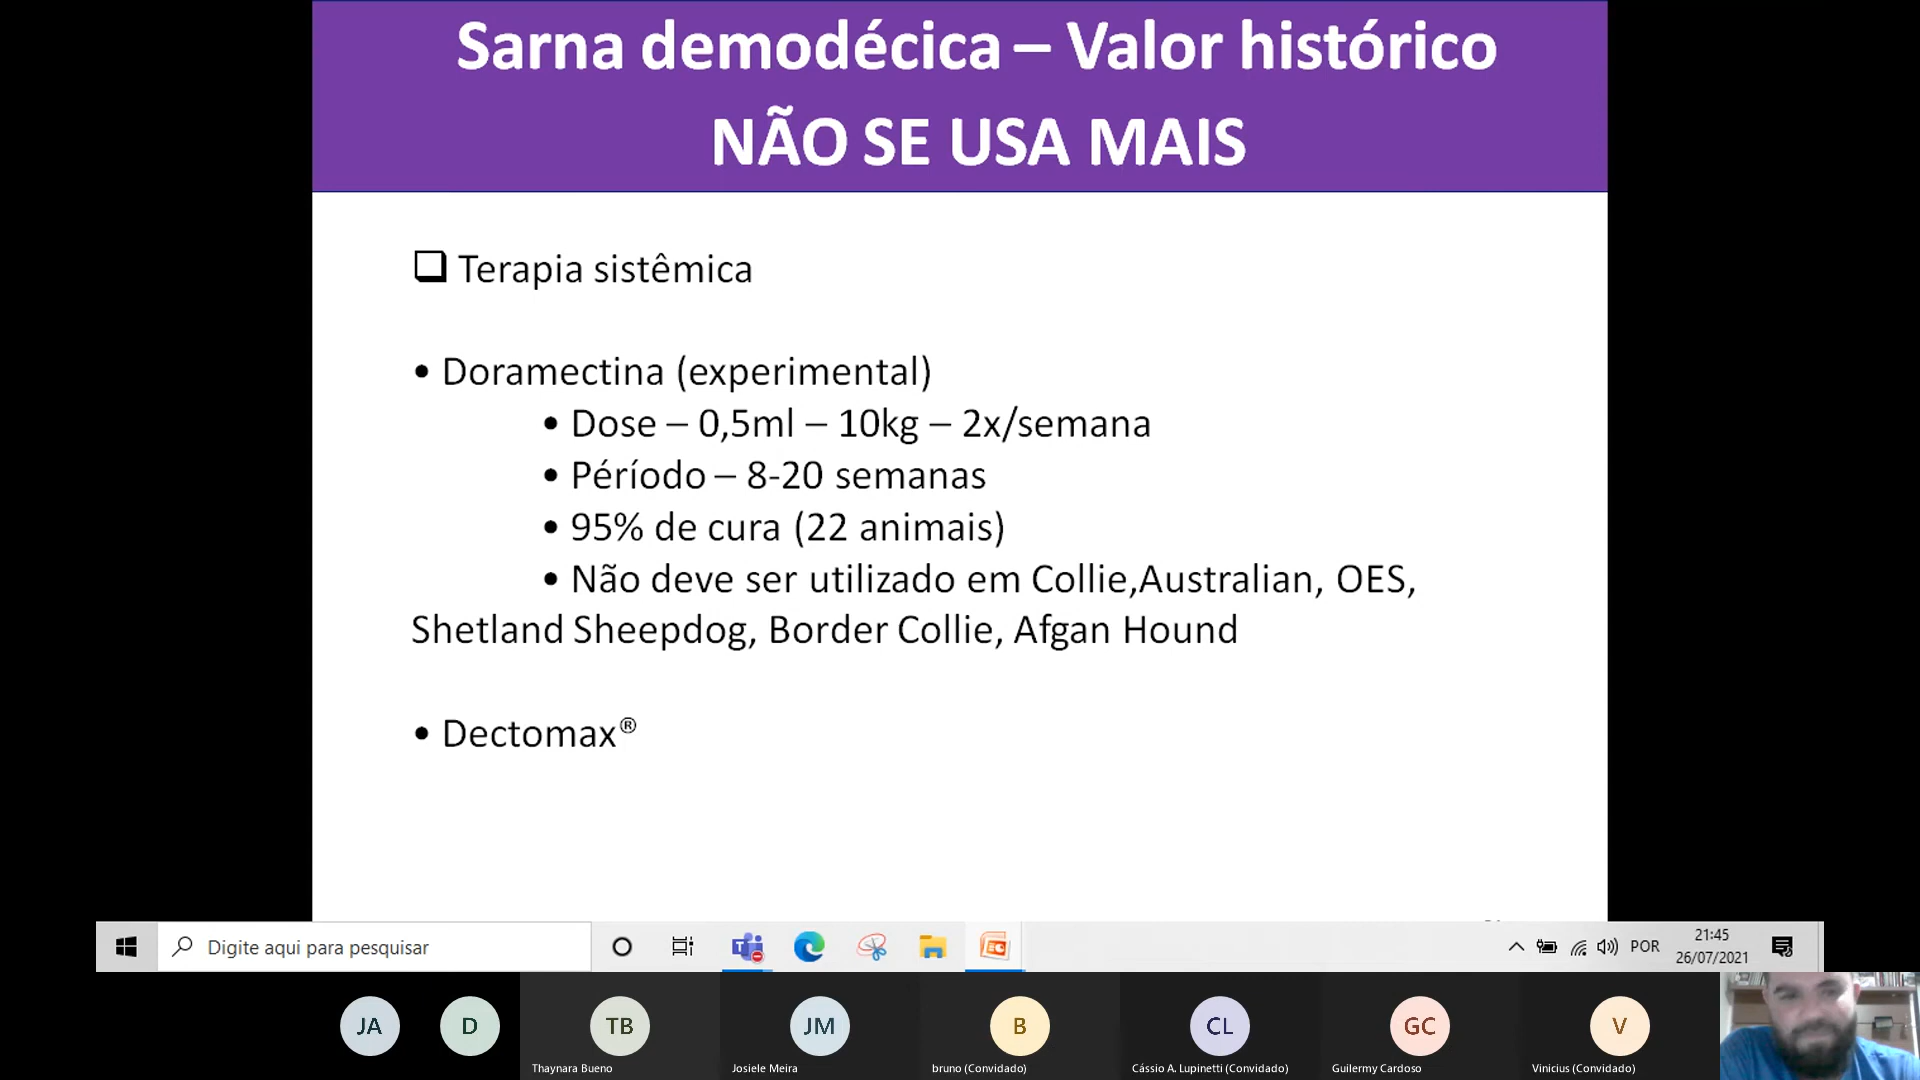 Sarna demodécica – Valor histórico
NÃO SE USA MAIS
Terapia sistêmica
• Doramectina (experimental)
• Dose – 0,5ml – 10kg – 2x/semana
• Péríodo – 8-20 semanas
• 95% de cura (22 animais)
• Não deve ser utilizado em Collie,Australian, OES,
Shetland Sheepdog, Border Collie, Afgan Hound
• Dectomax®
Digite aqui para pesquisar
POR
21:45
26/07/2021
JA
D
TB
JM
B
CL
GC
V
Thaynara Bueno
Josiele Meira
bruno (Convidado)
Cássio A. Lupinetti (Convidado)
Guilermy Cardoso
Vinicius (Convidado)